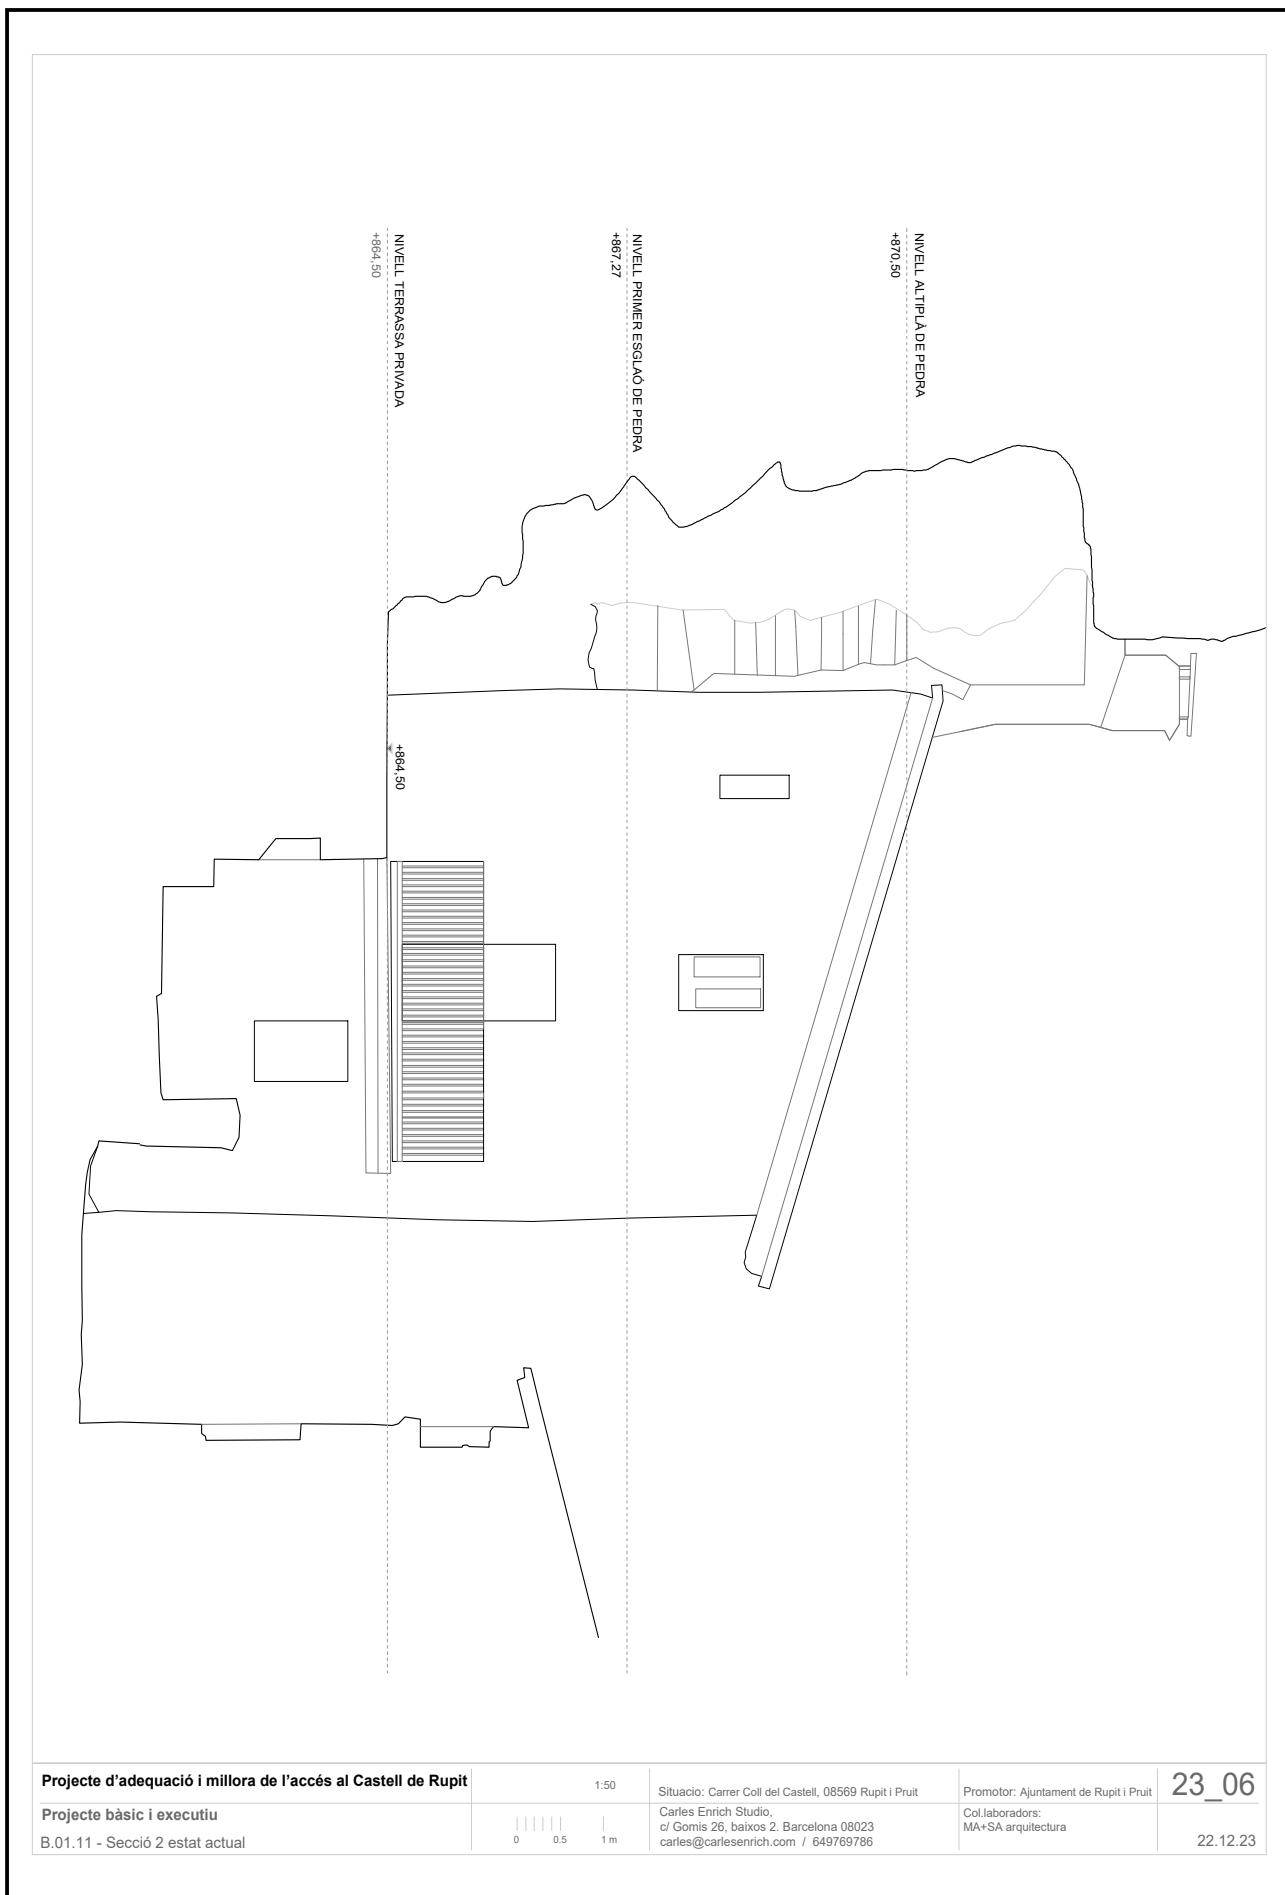 NIVELL TERRASSA PRIVADA
+864,50
NIVELL PRIMER ESGLAÓ DE PEDRA
+867,27
NIVELL ALTIPLÀ DE PEDRA
+870,50
+864,50
Projecte d'adequació i millora de l'accés al Castell de Rupit
Projecte bàsic i executiu
B.01.11 - Secció 2 estat actual
1:50
0 0.5 1 m
Situacio: Carrer Coll del Castell, 08569 Rupit i Pruit
Carles Enrich Studio,
c/ Gomis 26, baixos 2. Barcelona 08023
carles@carlesenrich.com / 649769786
Promotor: Ajuntament de Rupit i Pruit
Col.laboradors:
MA+SA arquitectura
23_06
22.12.23